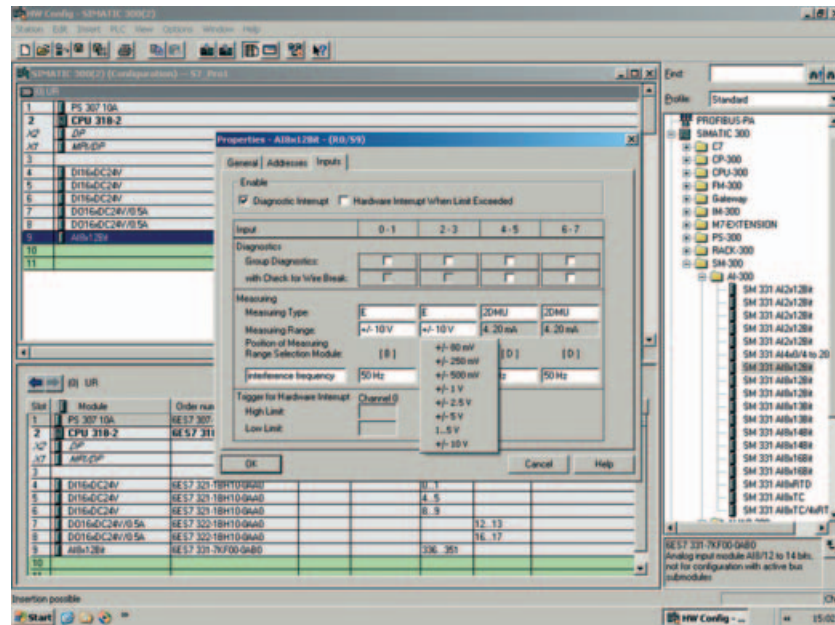 HW Config - SIMATIC 300(2)
Station Edit Insert PLC View Options Window Help
SIMATIC 300(2) (Configuration) -- S7_Pro1
(0) UR
1 PS 307 10A
2 CPU 318-2
X2 DP
X1 MPI/DP
3
4 DI16xDC24V
5 DI16xDC24V
6 DI16xDC24V
7 DO16xDC24V/0.5A
8 DO16xDC24V/0.5A
9 AI8x12Bit
10
11
Properties - AI8x12Bit - (R0/S9)
General Addresses Inputs
Enable
Diagnostic Interrupt Hardware Interrupt When Limit Exceeded
Input 0 - 1 2 - 3 4 - 5 6 - 7
Diagnostics
Group Diagnostics:
with Check for Wire Break:
Measuring
Measuring Type: E E 2DMU 2DMU
Measuring Range: +/- 10 V +/- 10 V 4..20 mA 4..20 mA
Position of Measuring
Range Selection Module: [B] [D] [D]
Interference frequency 50 Hz 50 Hz
+/- 80 mV
+/- 250 mV
+/- 500 mV
+/- 1 V
+/- 2.5 V
+/- 5 V
1...5 V
+/- 10 V
Trigger for Hardware Interrupt Channel 0
High Limit:
Low Limit:
OK Cancel Help
(0) UR
Slot Module Order num
1 PS 307 10A 6ES7 307-
2 CPU 318-2 6ES7 318
X2 DP
X1 MPI/DP
3
4 DI16xDC24V 6ES7 321-1BH10-0AA0 0..1
5 DI16xDC24V 6ES7 321-1BH10-0AA0 4..5
6 DI16xDC24V 6ES7 321-1BH10-0AA0 8..9
7 DO16xDC24V/0.5A 6ES7 322-1BH10-0AA0 12..13
8 DO16xDC24V/0.5A 6ES7 322-1BH10-0AA0 16..17
9 AI8x12Bit 6ES7 331-7KF00-0AB0 336..351
10
11
Find:
Profile: Standard
PROFIBUS-PA
SIMATIC 300
C7
CP-300
CPU-300
FM-300
Gateway
IM-300
M7-EXTENSION
PS-300
RACK-300
SM-300
AI-300
SM 331 AI2x12Bit
SM 331 AI2x12Bit
SM 331 AI2x12Bit
SM 331 AI2x12Bit
SM 331 AI2x12Bit
SM 331 AI4x0/4 to 20
SM 331 AI8x12Bit
SM 331 AI8x12Bit
SM 331 AI8x12Bit
SM 331 AI8x13Bit
SM 331 AI8x14Bit
SM 331 AI8x14Bit
SM 331 AI8x16Bit
SM 331 AI8x16Bit
SM 331 AI8xRTD
SM 331 AI8xTC
SM 331 AI8xTC/4xRT
6ES7 331-7KF00-0AB0
Analog input module AI8/12 to 14 bits,
not for configuration with active bus
submodules
Insertion possible
Start HW Config - ... 15:02